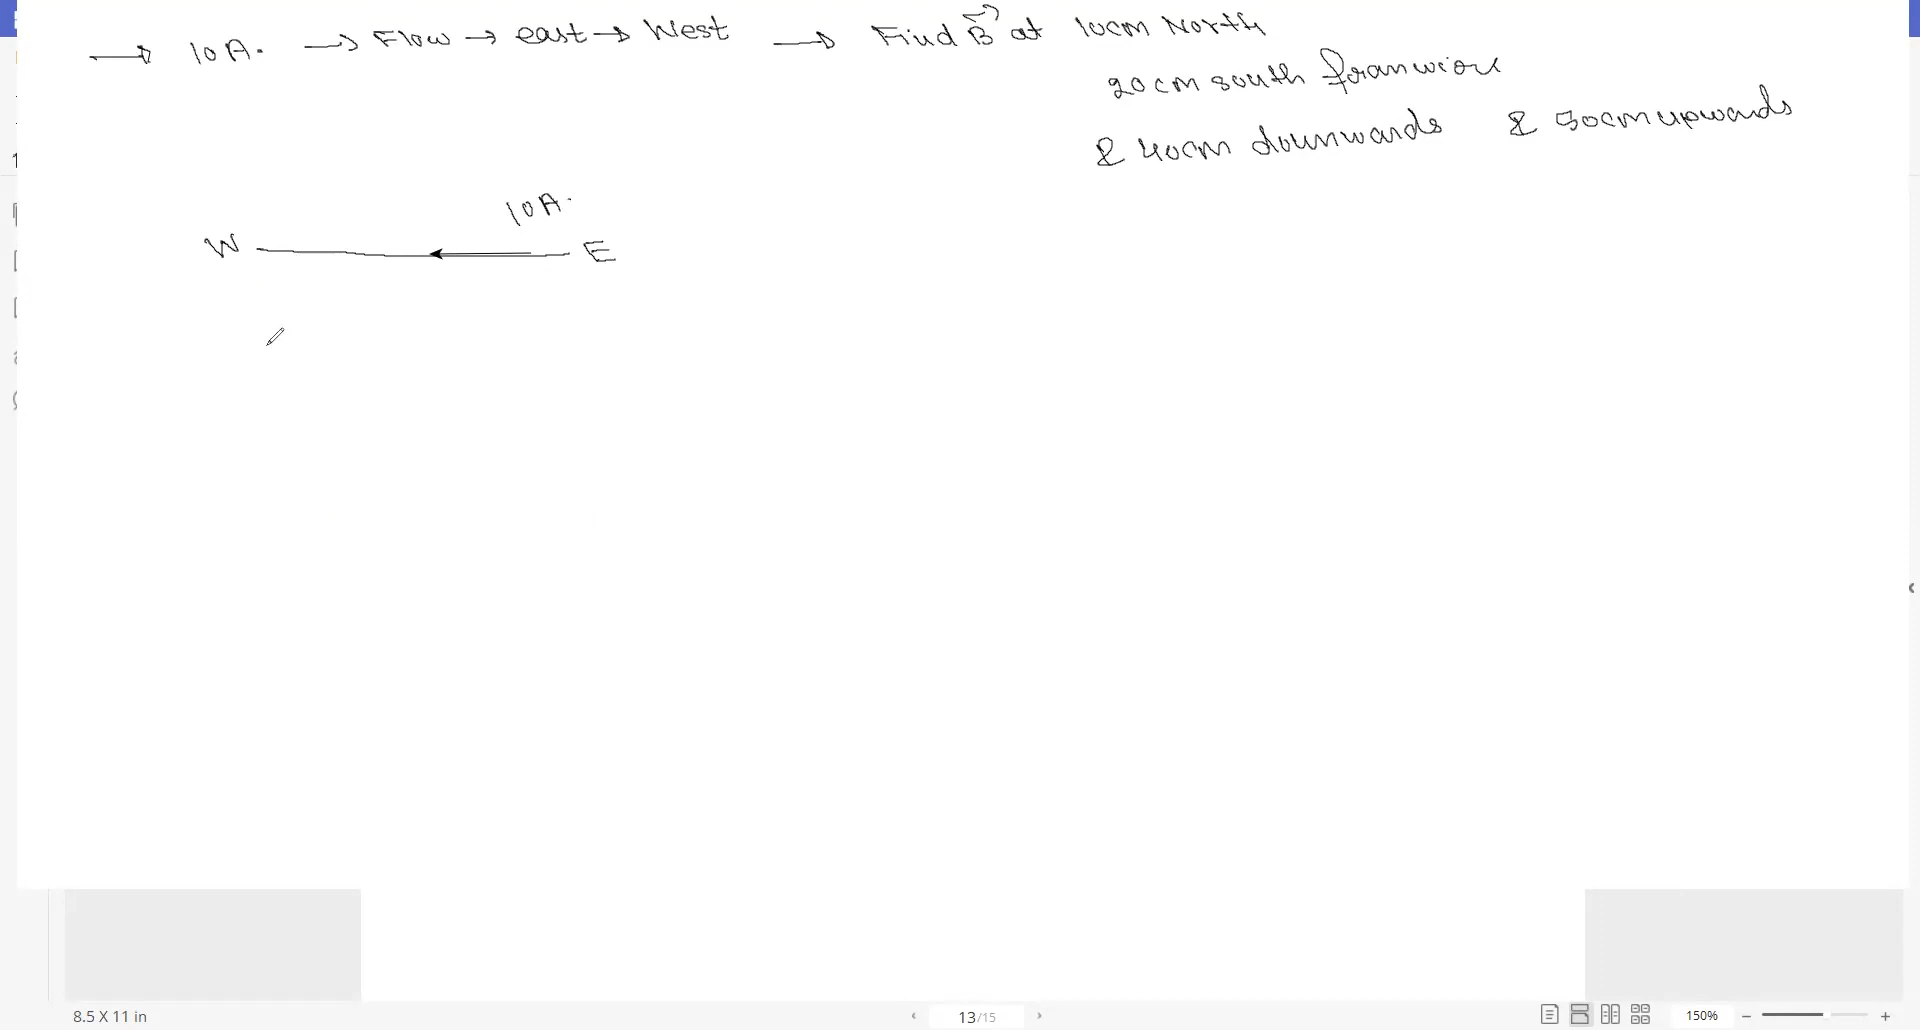 → 10A. → Flow → east → West → Find B⃗ at 10cm North
20cm south from wire
& 40cm downwards & 50cm upwards
10A.
W E
8.5 X 11 in 13/15 150%